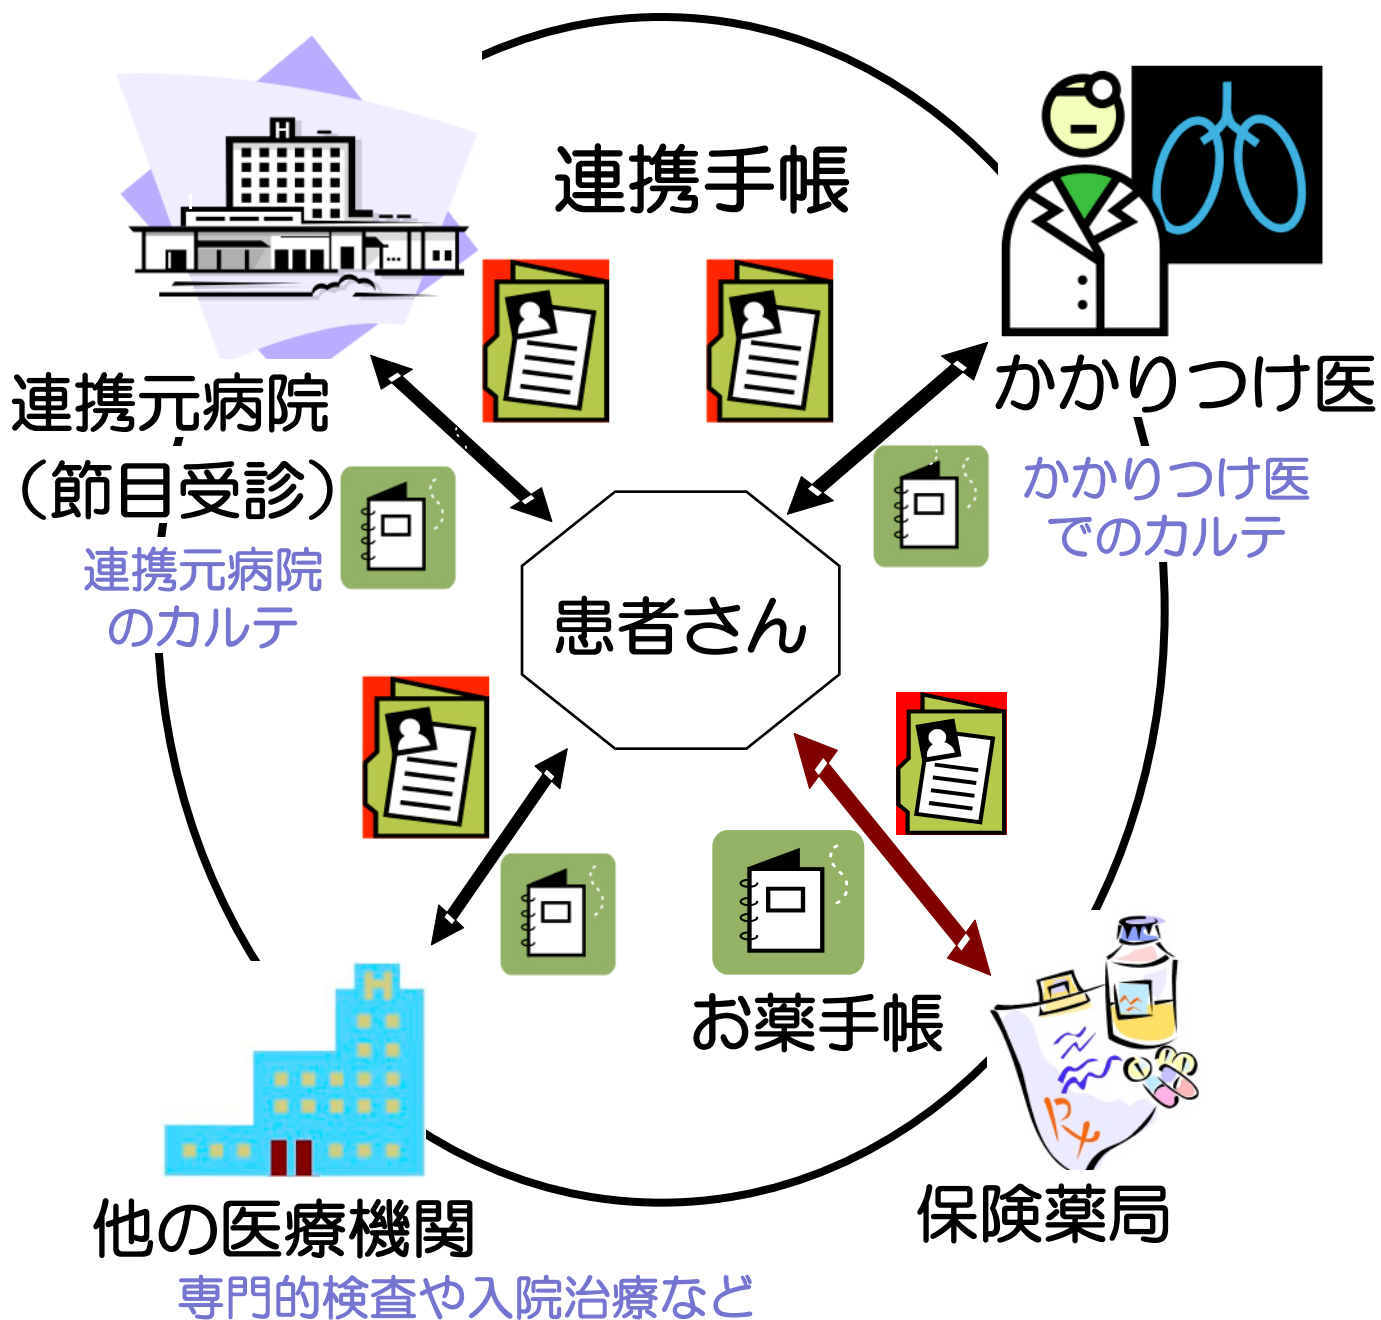 連携手帳
連携元病院
（節目受診）
連携元病院
のカルテ
かかりつけ医
かかりつけ医
でのカルテ
患者さん
お薬手帳
他の医療機関
専門的検査や入院治療など
保険薬局
H
H
Rx